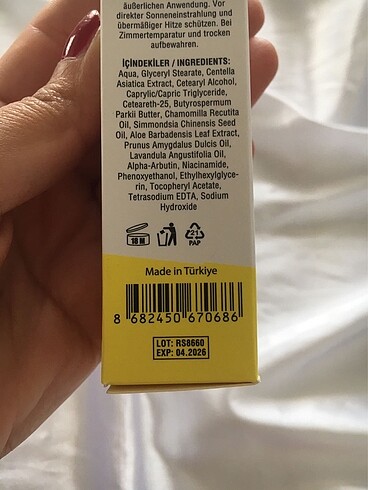 äußerlichen Anwendung. Vor
direkter Sonneneinstrahlung und
übermäßiger Hitze schützen. Bei
Zimmertemperatur und trocken
aufbewahren.
İÇİNDEKİLER / INGREDIENTS:
Aqua, Glyceryl Stearate, Centella
Asiatica Extract, Cetearyl Alcohol,
Caprylic/Capric Triglyceride,
Ceteareth-25, Butyrospermum
Parkii Butter, Chamomilla Recutita
Oil, Simmondsia Chinensis Seed
Oil, Aloe Barbadensis Leaf Extract,
Prunus Amygdalus Dulcis Oil,
Lavandula Angustifolia Oil,
Alpha-Arbutin, Niacinamide,
Phenoxyethanol, Ethylhexylglyce-
rin, Tocopheryl Acetate,
Tetrasodium EDTA, Sodium
Hydroxide
18 M
21
PAP
Made in Türkiye
8 682450 670686
LOT: RS8660
EXP: 04.2026